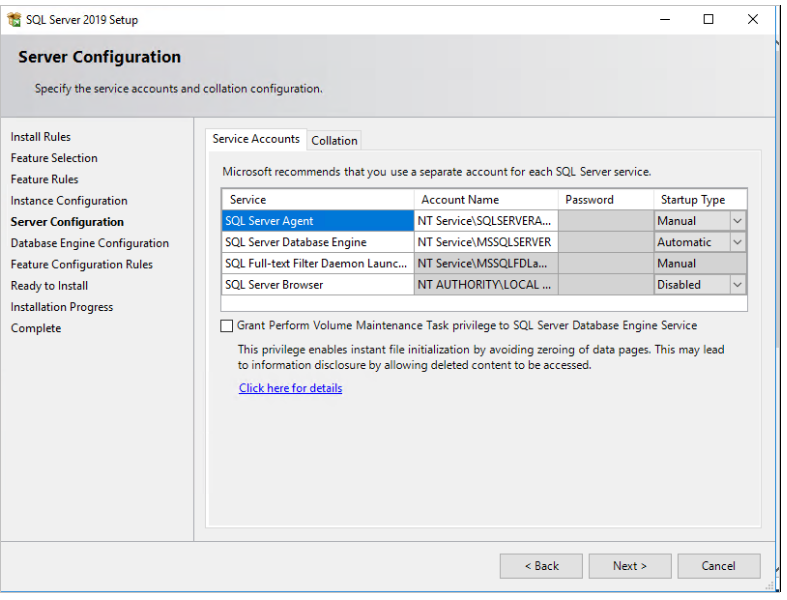 SQL Server 2019 Setup
Server Configuration
Specify the service accounts and collation configuration.
Install Rules
Feature Selection
Feature Rules
Instance Configuration
Server Configuration
Database Engine Configuration
Feature Configuration Rules
Ready to Install
Installation Progress
Complete
Service Accounts Collation
Microsoft recommends that you use a separate account for each SQL Server service.
Service Account Name Password Startup Type
SQL Server Agent NT Service\SQLSERVERA... Manual
SQL Server Database Engine NT Service\MSSQLSERVER Automatic
SQL Full-text Filter Daemon Launc... NT Service\MSSQLFDLa... Manual
SQL Server Browser NT AUTHORITY\LOCAL ... Disabled
Grant Perform Volume Maintenance Task privilege to SQL Server Database Engine Service
This privilege enables instant file initialization by avoiding zeroing of data pages. This may lead
to information disclosure by allowing deleted content to be accessed.
Click here for details
< Back Next > Cancel